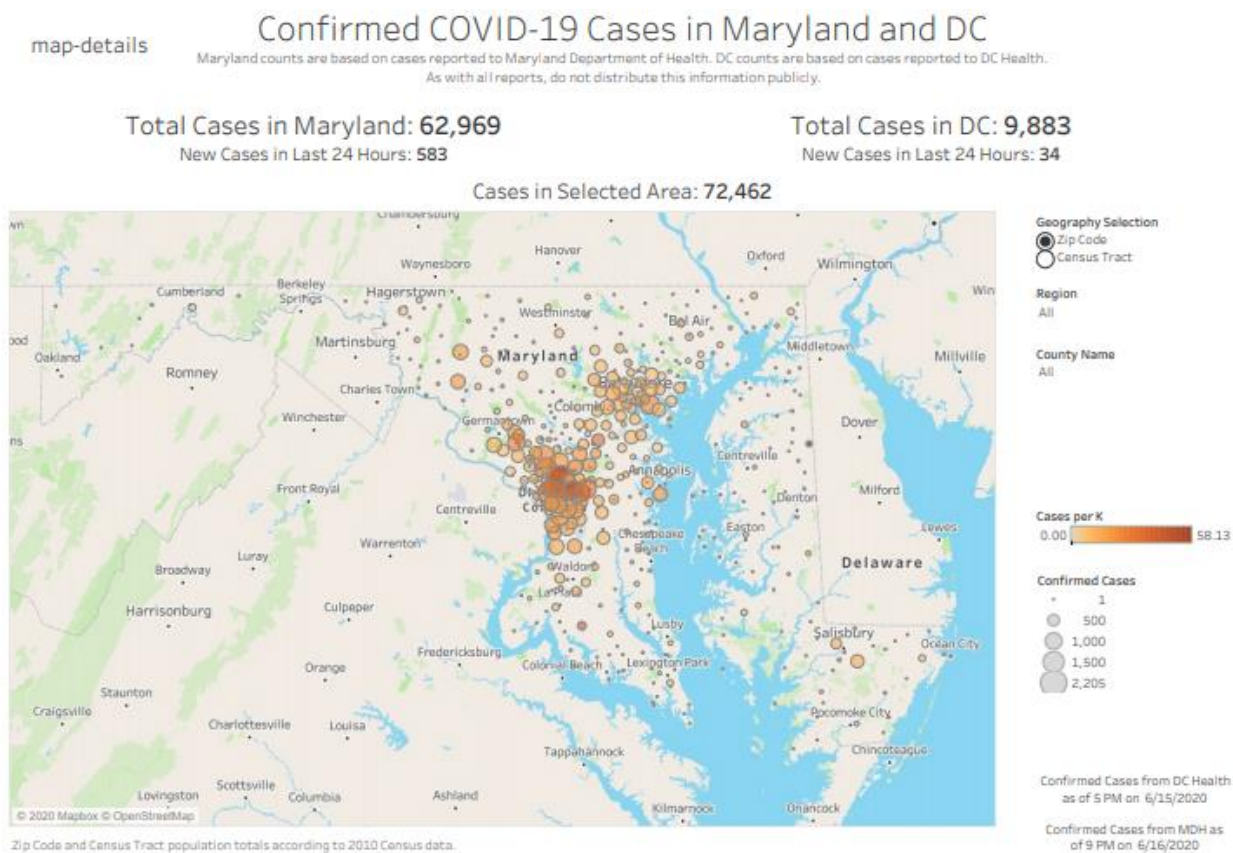 map-details
Confirmed COVID-19 Cases in Maryland and DC
Maryland counts are based on cases reported to Maryland Department of Health. DC counts are based on cases reported to DC Health.
As with all reports, do not distribute this information publicly.
Total Cases in Maryland: 62,969
New Cases in Last 24 Hours: 583
Total Cases in DC: 9,883
New Cases in Last 24 Hours: 34
Cases in Selected Area: 72,462
Chambersburg
Hanover
Waynesboro
Oxford
Wilmington
Cumberland
Berkeley
Springs
Hagerstown
Win
Westminster
Bel Air
Martinsburg
Middletown
Millville
Oakland
Maryland
Romney
Charles Town
Winchester
Germantown
Dover
Centreville
Annapolis
Front Royal
Centreville
Denton
Milford
Easton
Lewes
Warrenton
Chesapeake
Beach
Luray
Delaware
Broadway
Waldorf
La Plata
Harrisonburg
Culpeper
Lusby
Salisbury
Ocean City
Fredericksburg
Colonial Beach
Lexington Park
Orange
Staunton
Craigsville
Charlottesville
Louisa
Pocomoke City
Tappahannock
Chincoteague
Scottsville
Lovingston
Columbia
Ashland
Kilmarnock
Onancock
© 2020 Mapbox © OpenStreetMap
Geography Selection
Zip Code
Census Tract
Region
All
County Name
All
Cases per K
0.00 58.13
Confirmed Cases
1
500
1,000
1,500
2,205
Confirmed Cases from DC Health
as of 5 PM on 6/15/2020
Confirmed Cases from MDH as
of 9 PM on 6/16/2020
Zip Code and Census Tract population totals according to 2010 Census data.